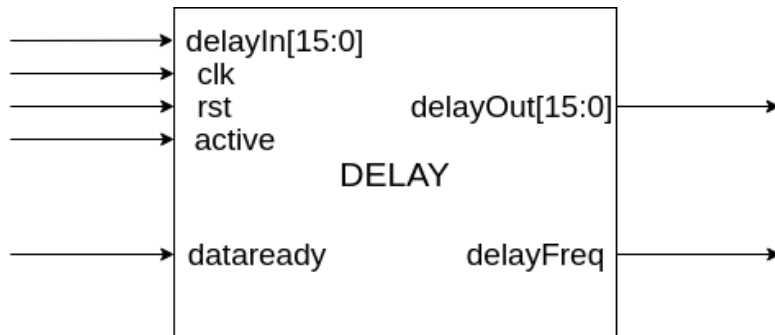 delayIn[15:0]
clk
rst
delayOut[15:0]
active
DELAY
dataready
delayFreq